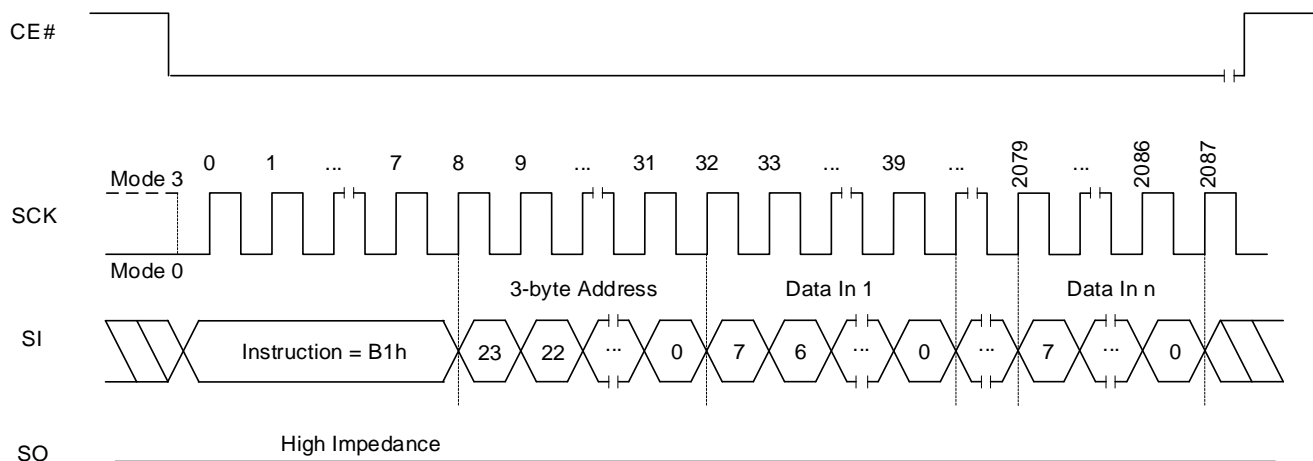 CE#
0 1 ... 7 8 9 ... 31 32 33 ... 39 ... 2079 ... 2086 2087
Mode 3
SCK
Mode 0
3-byte Address Data In 1 Data In n
SI
Instruction = B1h 23 22 ... 0 7 6 ... 0 ... 7 ... 0
High Impedance
SO